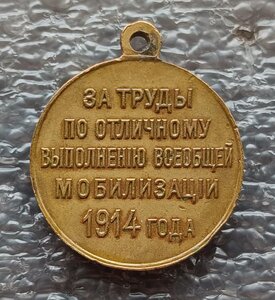 ЗА ТРУДЫ
ПО ОТЛИЧНОМУ
ВЫПОЛНЕНIЮ ВСЕОБЩЕЙ
МОБИЛИЗАЦIИ
1914 ГОДА